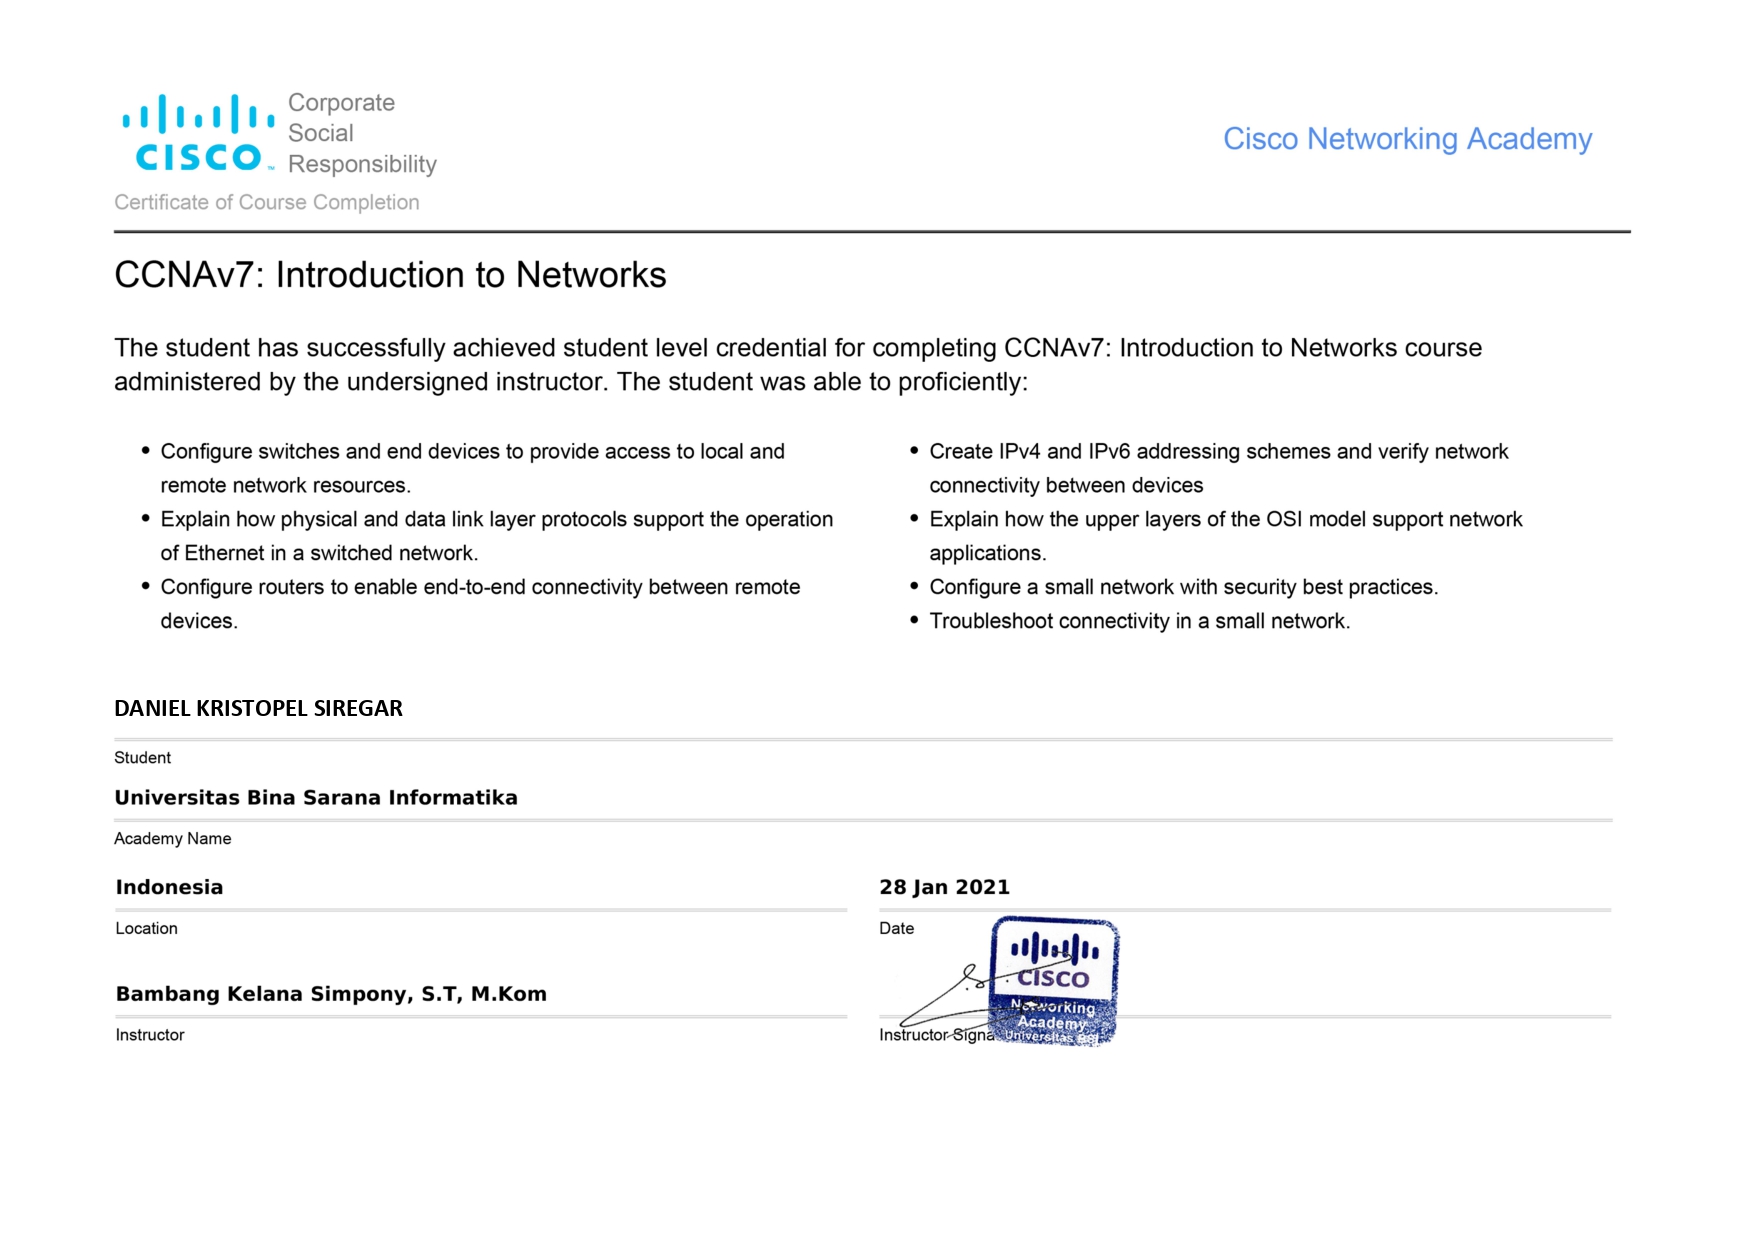 Corporate
Social
CISCO™ Responsibility
Cisco Networking Academy
Certificate of Course Completion
CCNAv7: Introduction to Networks
The student has successfully achieved student level credential for completing CCNAv7: Introduction to Networks course
administered by the undersigned instructor. The student was able to proficiently:
• Configure switches and end devices to provide access to local and
remote network resources.
• Explain how physical and data link layer protocols support the operation
of Ethernet in a switched network.
• Configure routers to enable end-to-end connectivity between remote
devices.
• Create IPv4 and IPv6 addressing schemes and verify network
connectivity between devices
• Explain how the upper layers of the OSI model support network
applications.
• Configure a small network with security best practices.
• Troubleshoot connectivity in a small network.
DANIEL KRISTOPEL SIREGAR
Student
Universitas Bina Sarana Informatika
Academy Name
Indonesia
Location
28 Jan 2021
Date
Bambang Kelana Simpony, S.T, M.Kom
Instructor
Instructor Signa
CISCO
Networking
Academy
Universitas BSI